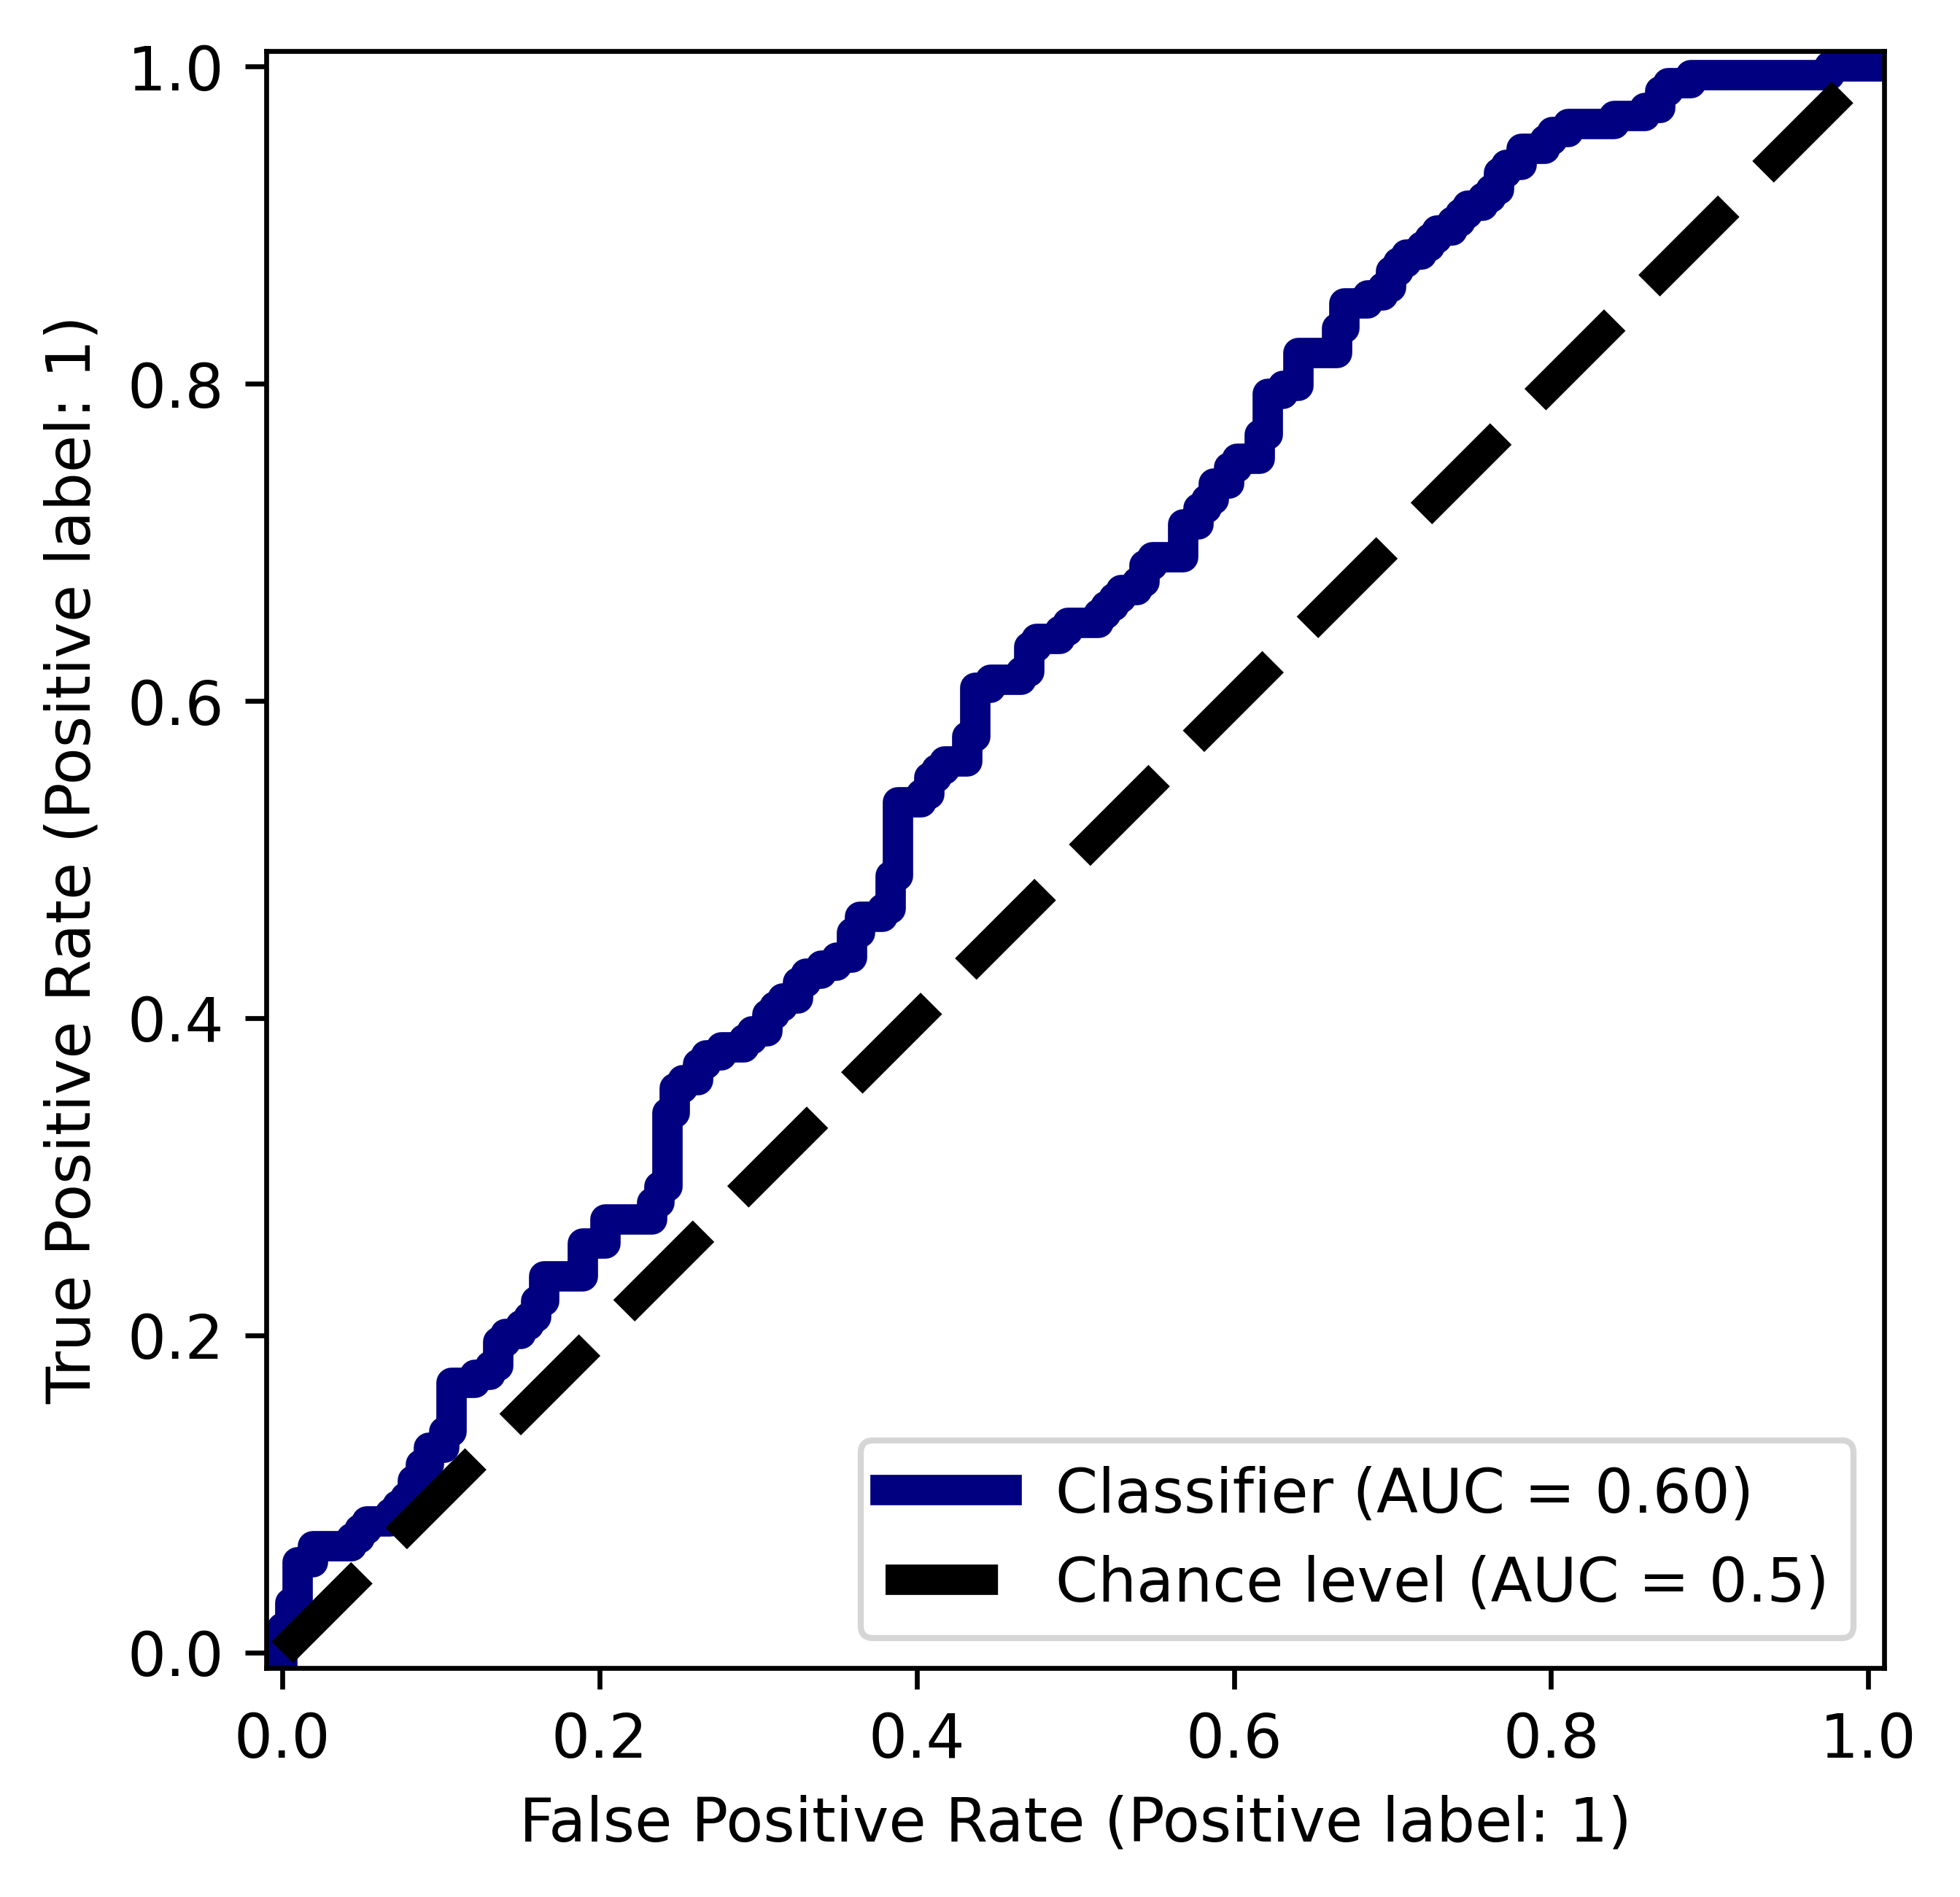 True Positive Rate (Positive label: 1)
1.0
0.8
0.6
0.4
0.2
0.0
Classifier (AUC = 0.60)
Chance level (AUC = 0.5)
0.0 0.2 0.4 0.6 0.8 1.0
False Positive Rate (Positive label: 1)